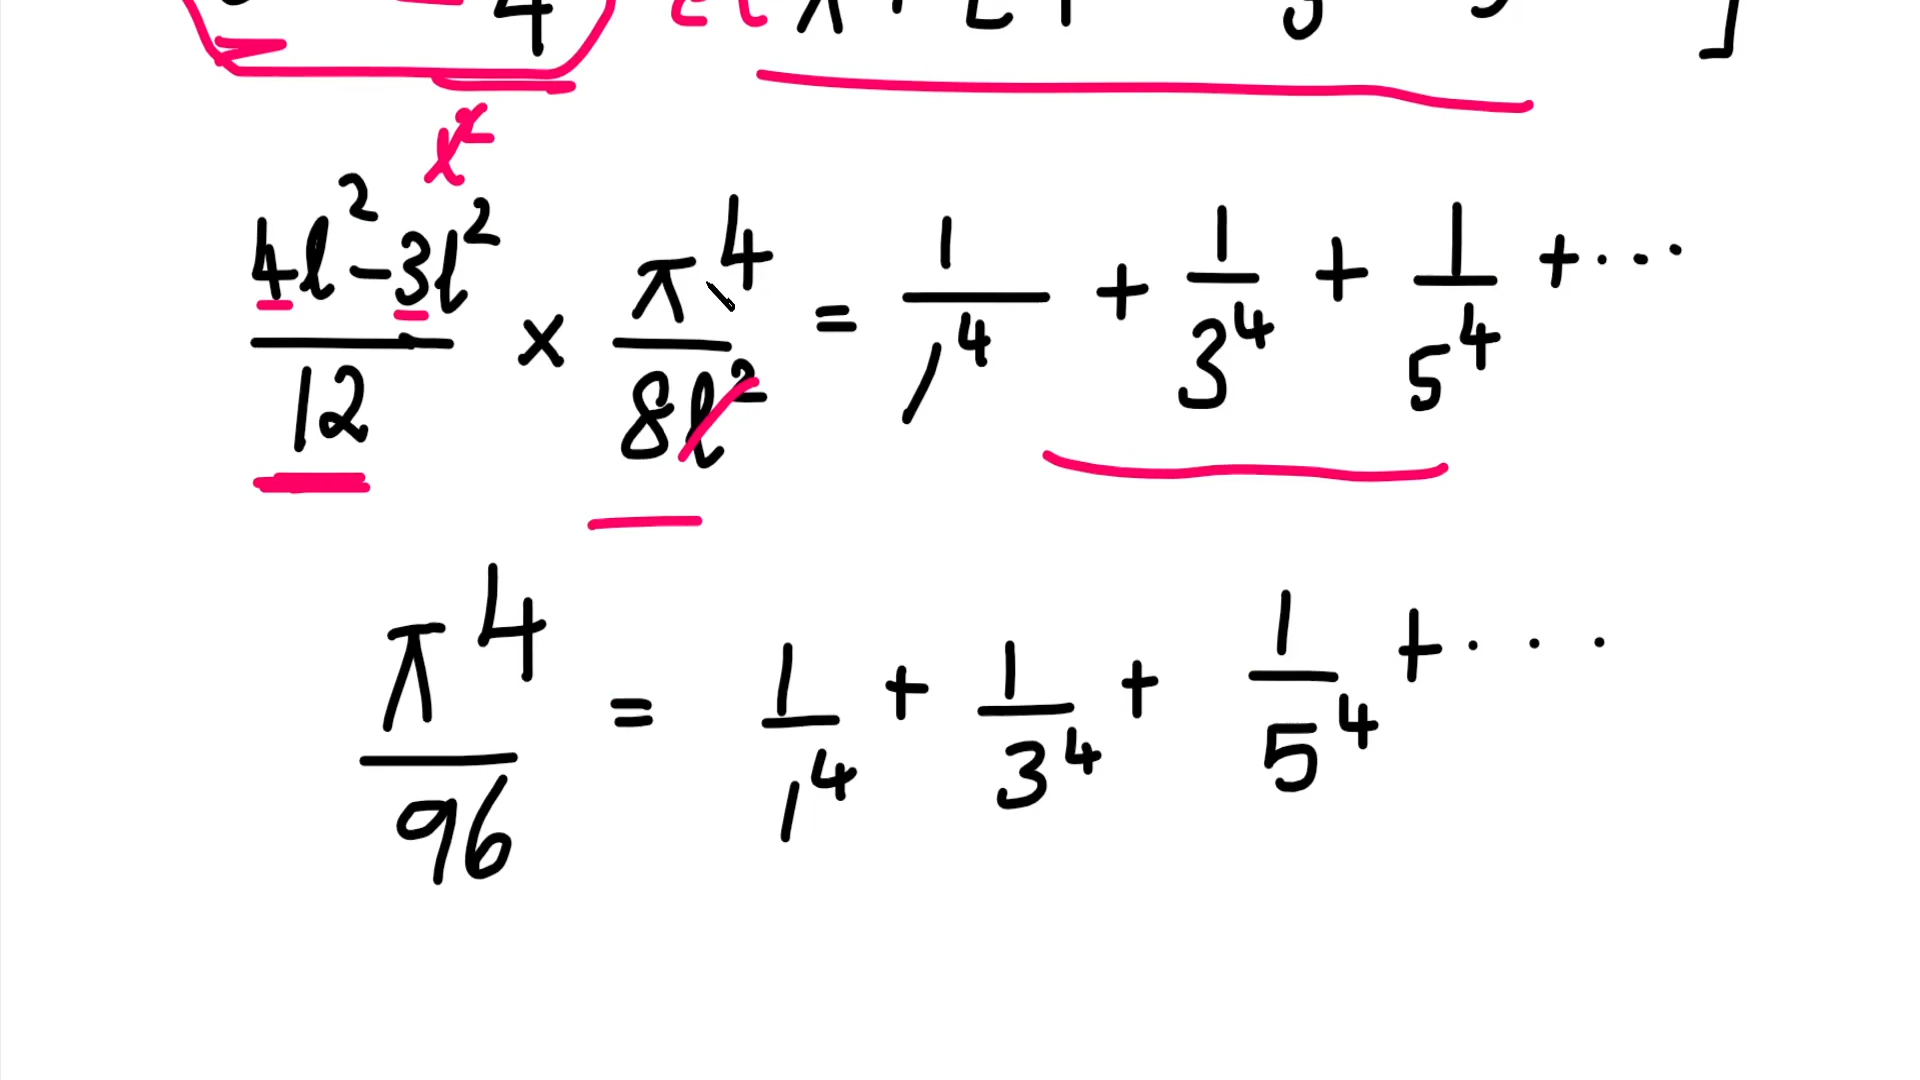 l²
(4l² - 3l²)/12 × π⁴/8l² = 1/1⁴ + 1/3⁴ + 1/5⁴ + ...
π⁴/96 = 1/1⁴ + 1/3⁴ + 1/5⁴ + ...